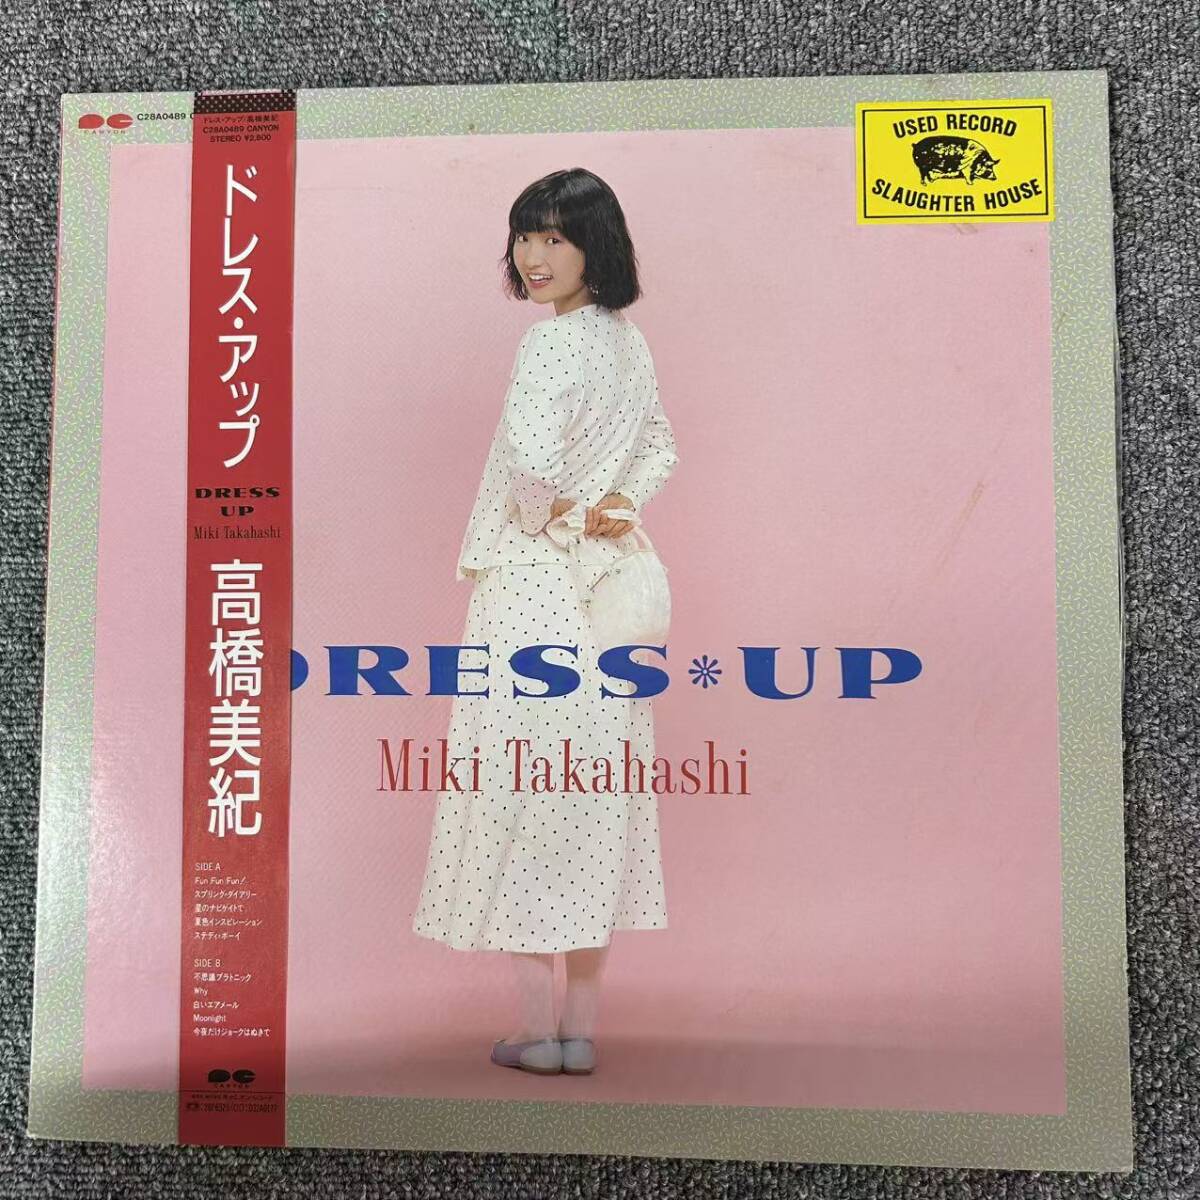 CANYON
C28A0489
ドレス・アップ/高橋美紀
C28A0489 CANYON
STEREO ¥2,800
USED RECORD
SLAUGHTER HOUSE
ドレス・アップ
DRESS
UP
Miki Takahashi
高橋美紀
DRESS*UP
Miki Takahashi
SIDE A
Fun Fun Fun!
スプリング・ダイアリー
星のナビゲイトで
夏色インスピレーション
ステディ・ボーイ
SIDE B
不思議プラトニック
Why
白いエアメール
Moonlight
今夜だけジョークはぬきで
CANYON